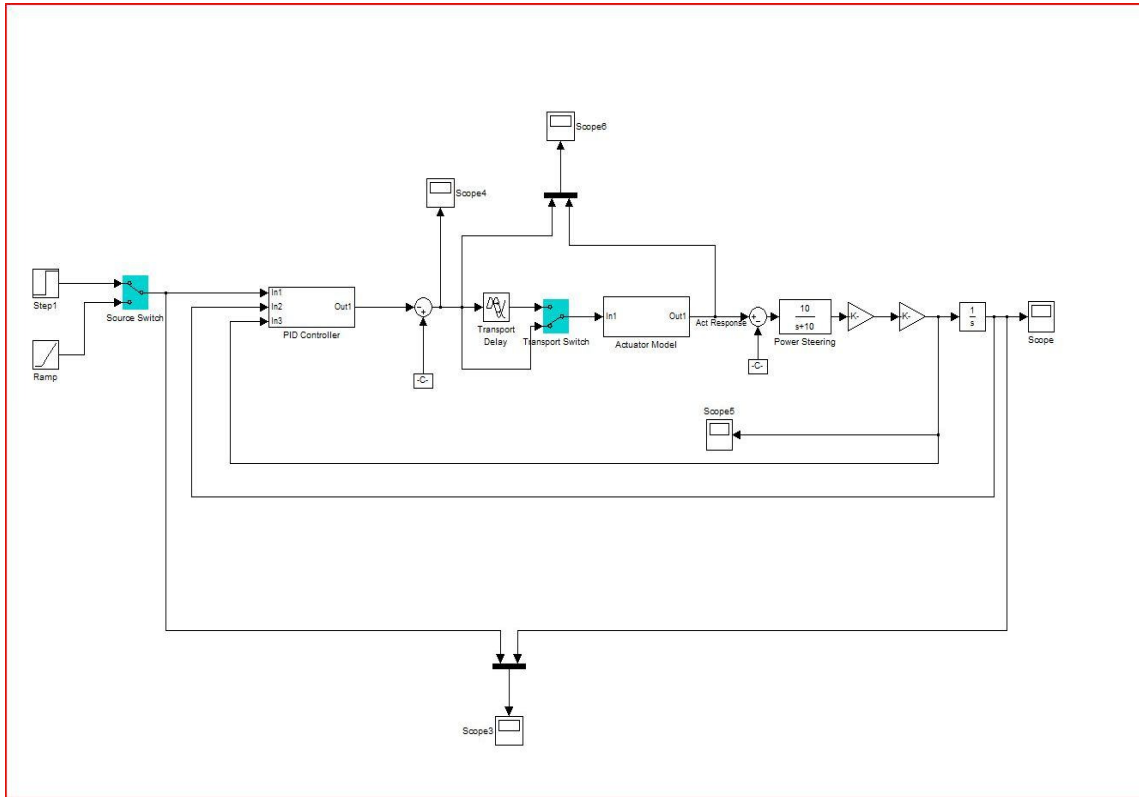 Scope6
Scope4
Step1
Source Switch
Ramp
In1
In2
In3
Out1
PID Controller
-C-
Transport
Delay
Transport Switch
In1
Out1
Actuator Model
Act Response
-C-
10
s+10
Power Steering
-K-
-K-
1
s
Scope
Scope5
Scope3